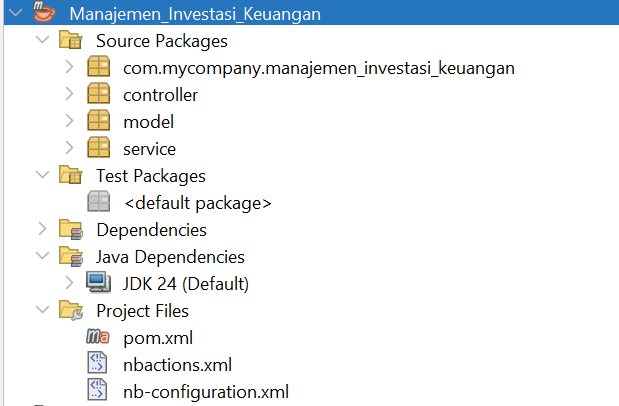 Manajemen_Investasi_Keuangan
Source Packages
com.mycompany.manajemen_investasi_keuangan
controller
model
service
Test Packages
<default package>
Dependencies
Java Dependencies
JDK 24 (Default)
Project Files
pom.xml
nbactions.xml
nb-configuration.xml